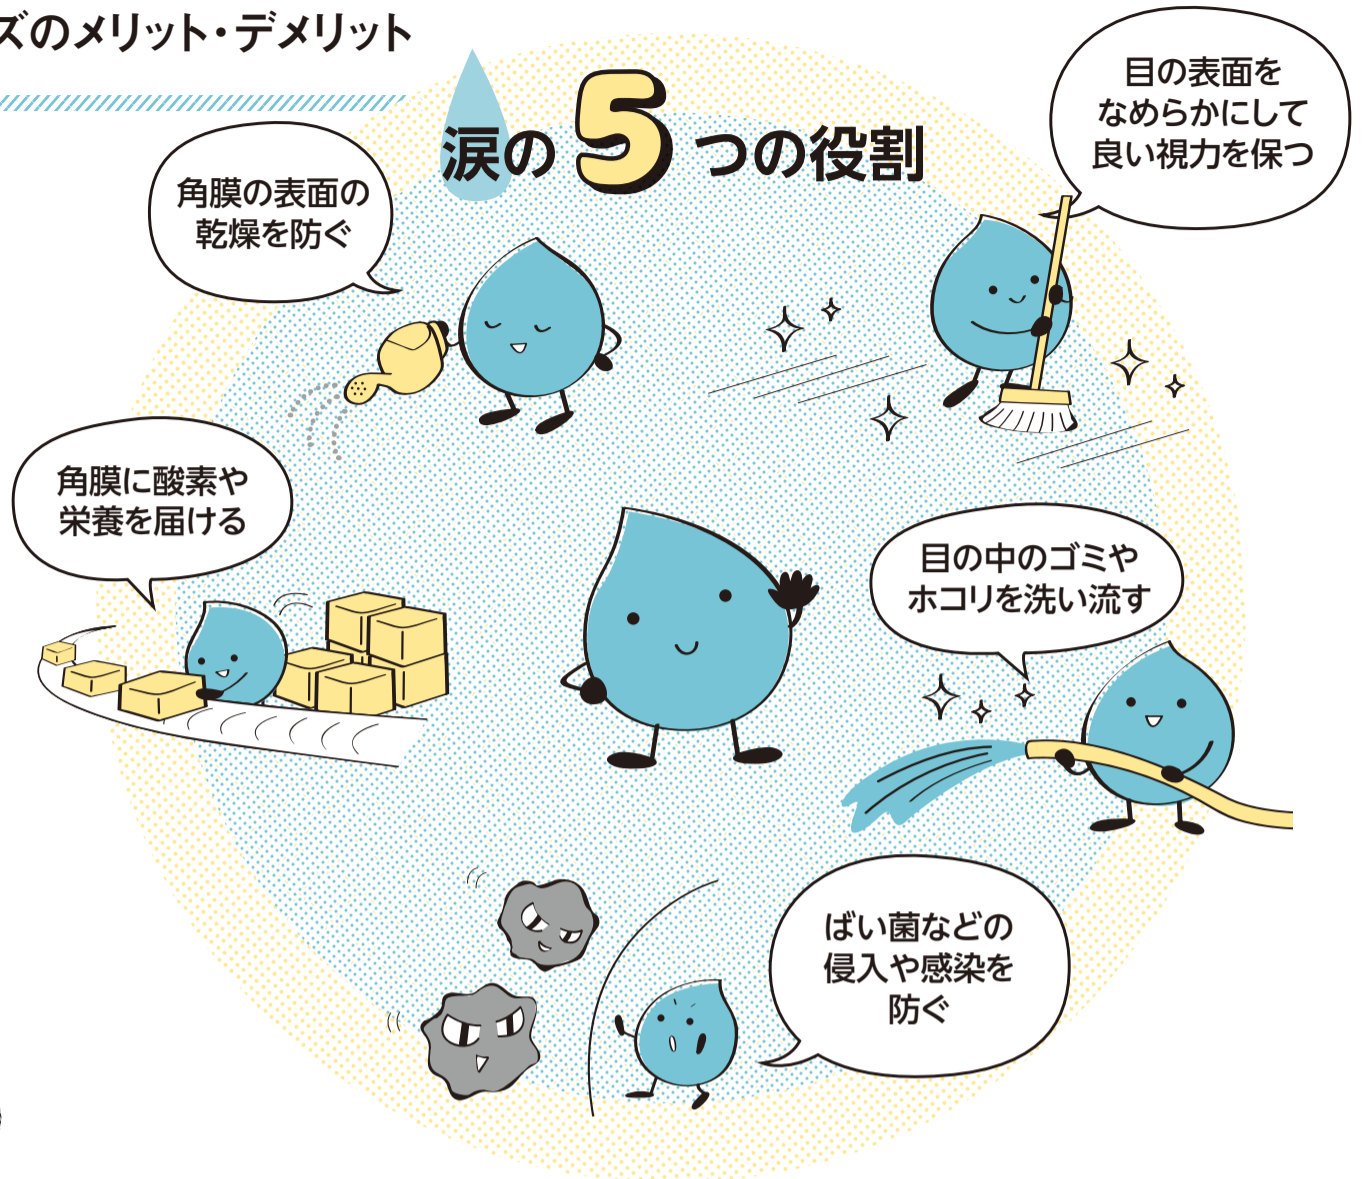 ズのメリット・デメリット
涙の5つの役割
角膜の表面の
乾燥を防ぐ
目の表面を
なめらかにして
良い視力を保つ
角膜に酸素や
栄養を届ける
目の中のゴミや
ホコリを洗い流す
ばい菌などの
侵入や感染を
防ぐ